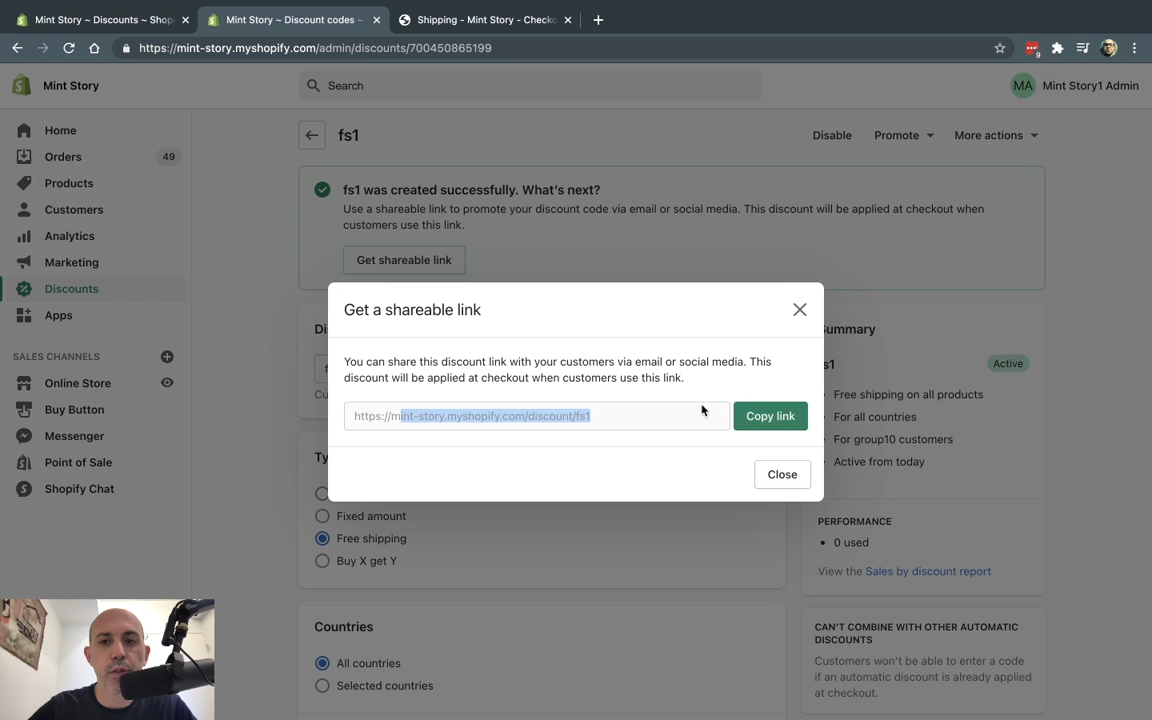 Mint Story ~ Discounts ~ Shop
Mint Story ~ Discount codes ~
Shipping - Mint Story - Checko
https://mint-story.myshopify.com/admin/discounts/700450865199
9
Mint Story
Search
MA
Mint Story1 Admin
Home
Orders
49
Products
Customers
Analytics
Marketing
Discounts
Apps
SALES CHANNELS
Online Store
Buy Button
Messenger
Point of Sale
Shopify Chat
fs1
Disable
Promote
More actions
fs1 was created successfully. What's next?
Use a shareable link to promote your discount code via email or social media. This discount will be applied at checkout when
customers use this link.
Get shareable link
Get a shareable link
You can share this discount link with your customers via email or social media. This
discount will be applied at checkout when customers use this link.
https://mint-story.myshopify.com/discount/fs1
Copy link
Close
Fixed amount
Free shipping
Buy X get Y
Countries
All countries
Selected countries
Summary
Active
Free shipping on all products
For all countries
For group10 customers
Active from today
PERFORMANCE
0 used
View the Sales by discount report
CAN'T COMBINE WITH OTHER AUTOMATIC
DISCOUNTS
Customers won't be able to enter a code
if an automatic discount is already applied
at checkout.